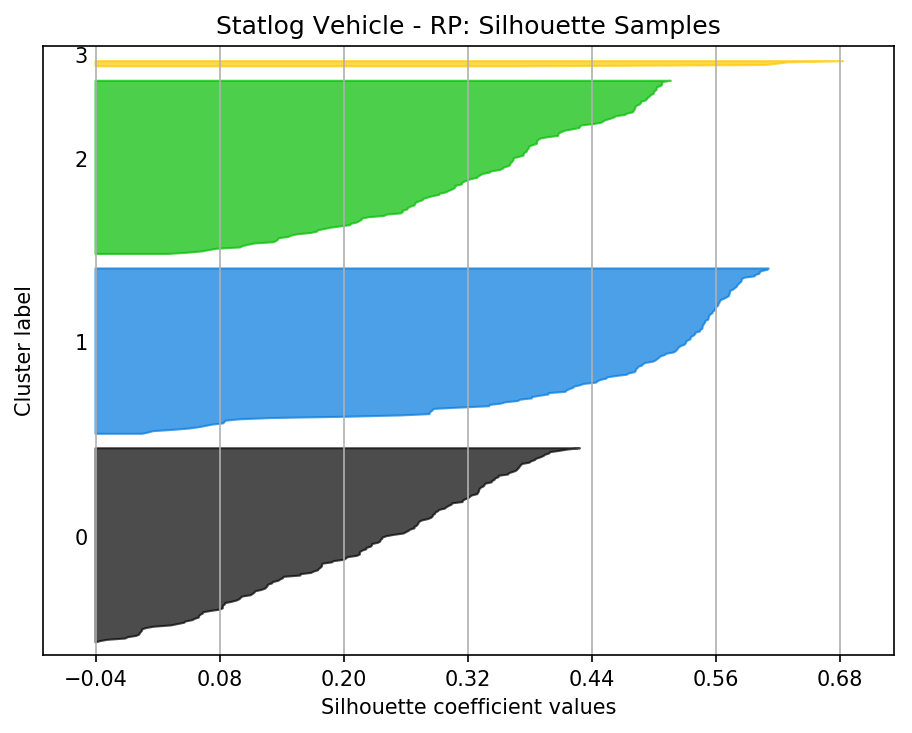 Statlog Vehicle - RP: Silhouette Samples
3
2
1
0
Cluster label
−0.04 0.08 0.20 0.32 0.44 0.56 0.68
Silhouette coefficient values